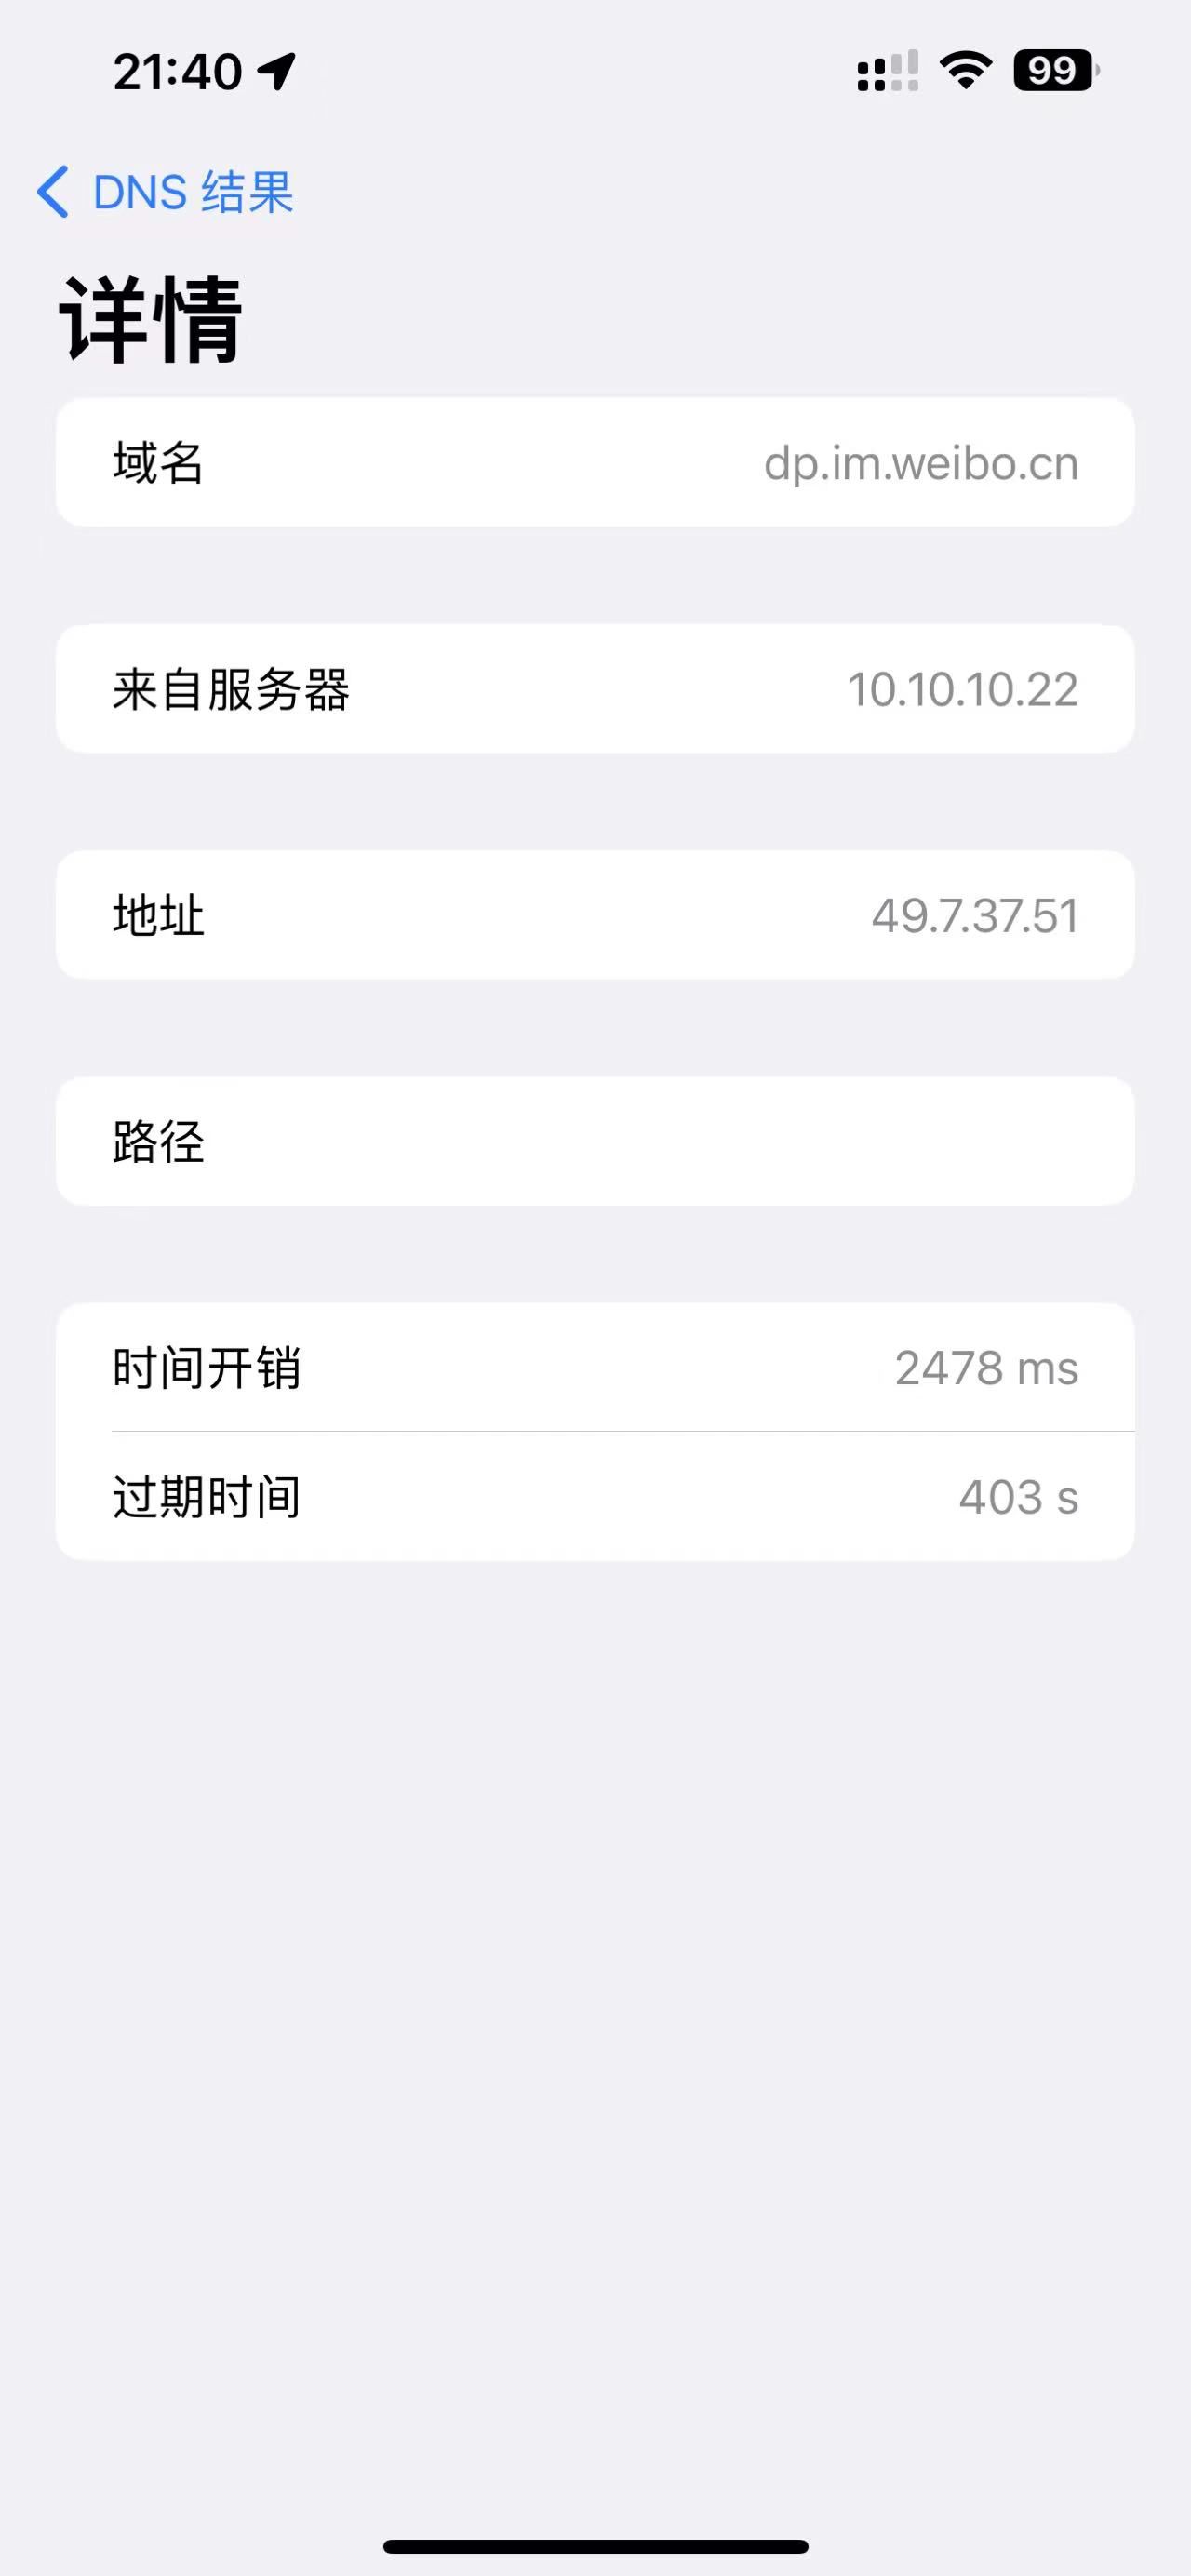 21:40
99
DNS 结果
详情
域名 dp.im.weibo.cn
来自服务器 10.10.10.22
地址 49.7.37.51
路径
时间开销 2478 ms
过期时间 403 s